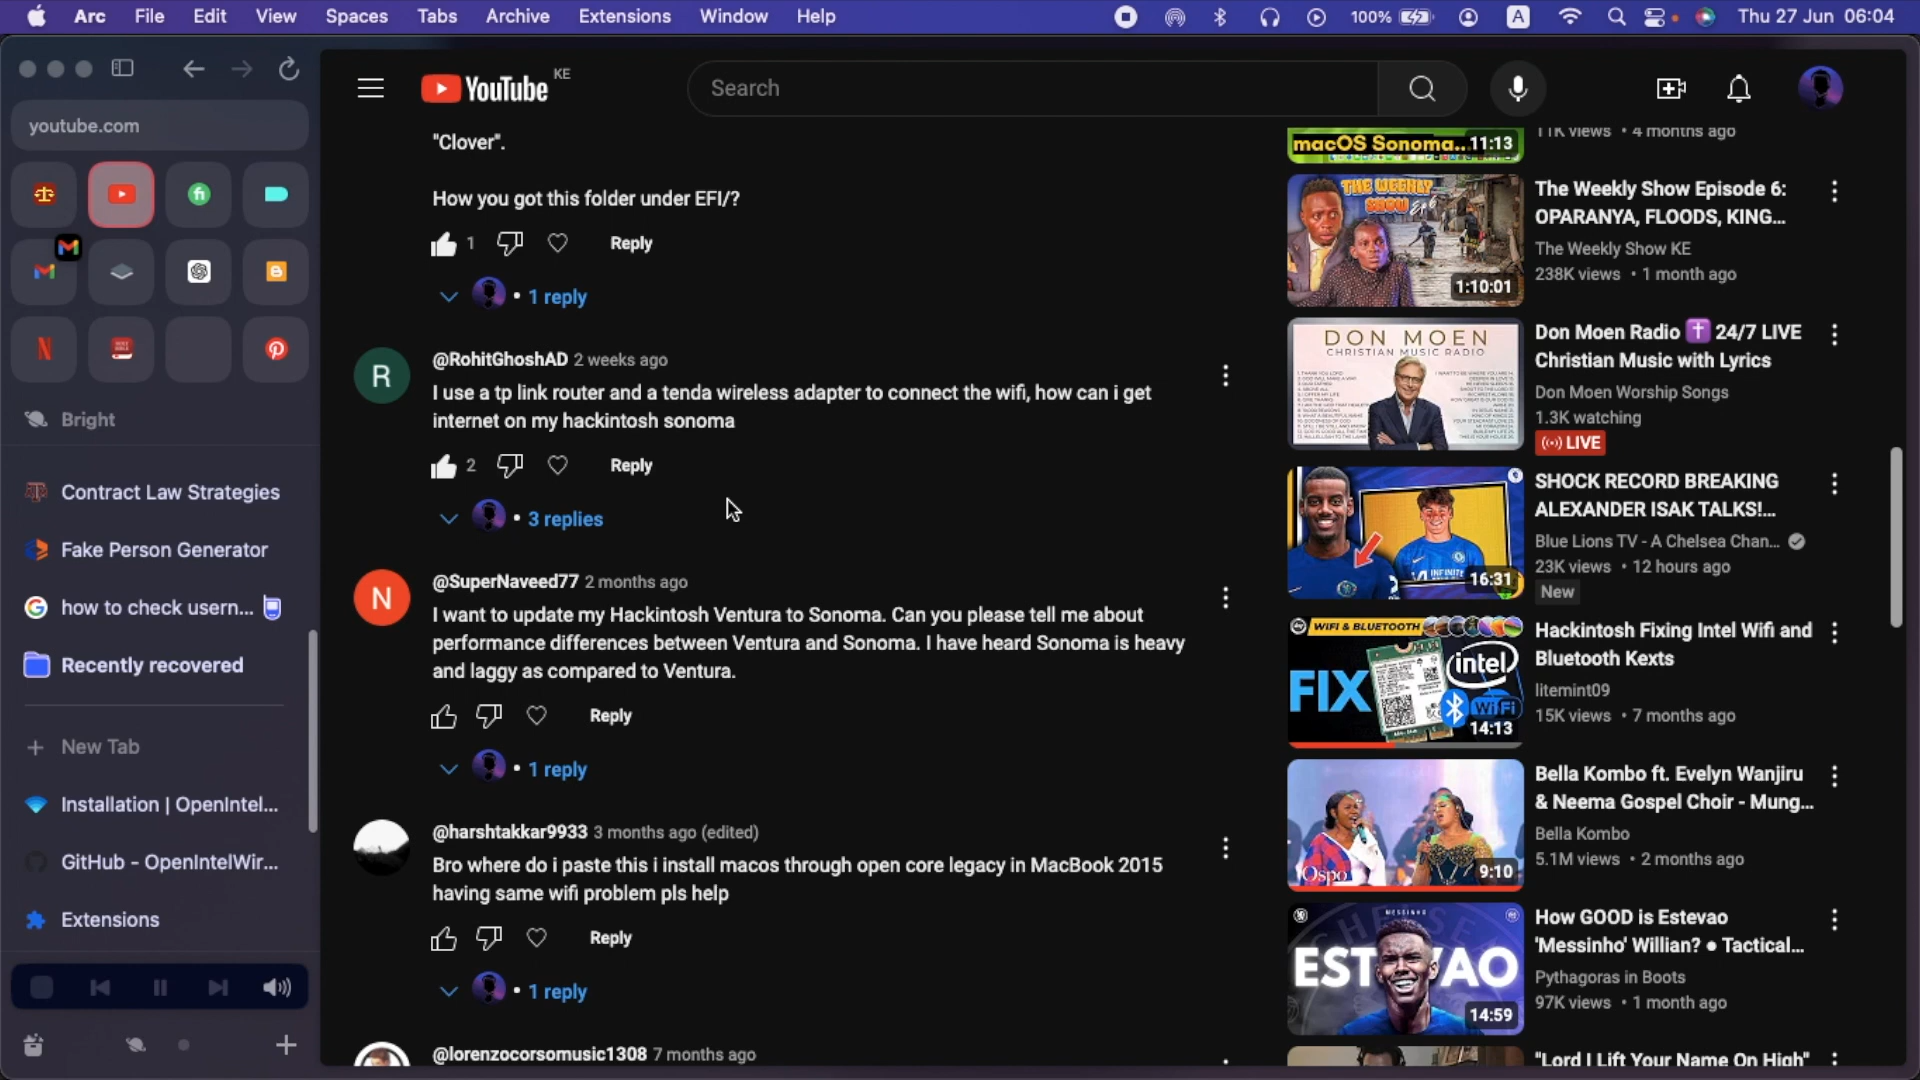 Arc File Edit View Spaces Tabs Archive Extensions Window Help
100% A Thu 27 Jun 06:04
youtube.com
Bright
Contract Law Strategies
Fake Person Generator
how to check usern...
Recently recovered
New Tab
Installation | OpenIntel...
GitHub - OpenIntelWir...
Extensions
YouTube KE
Search
"Clover".
How you got this folder under EFI/?
1 Reply
1 reply
R
@RohitGhoshAD 2 weeks ago
I use a tp link router and a tenda wireless adapter to connect the wifi, how can i get
internet on my hackintosh sonoma
2 Reply
3 replies
N
@SuperNaveed77 2 months ago
I want to update my Hackintosh Ventura to Sonoma. Can you please tell me about
performance differences between Ventura and Sonoma. I have heard Sonoma is heavy
and laggy as compared to Ventura.
Reply
1 reply
@harshtakkar9933 3 months ago (edited)
Bro where do i paste this i install macos through open core legacy in MacBook 2015
having same wifi problem pls help
Reply
1 reply
@lorenzocorsomusic1308 7 months ago
macOS Sonoma.. 11:13
11K views • 4 months ago
THE WEEKLY
SHOW Ep 6
1:10:01
The Weekly Show Episode 6:
OPARANYA, FLOODS, KING...
The Weekly Show KE
238K views • 1 month ago
DON MOEN
CHRISTIAN MUSIC RADIO
Don Moen Radio ✝ 24/7 LIVE
Christian Music with Lyrics
Don Moen Worship Songs
1.3K watching
LIVE
16:31
SHOCK RECORD BREAKING
ALEXANDER ISAK TALKS!...
Blue Lions TV - A Chelsea Chan...
23K views • 12 hours ago
New
WIFI & BLUETOOTH
intel
FIX
WiFi
14:13
Hackintosh Fixing Intel Wifi and
Bluetooth Kexts
litemint09
15K views • 7 months ago
Ospo
9:10
Bella Kombo ft. Evelyn Wanjiru
& Neema Gospel Choir - Mung...
Bella Kombo
5.1M views • 2 months ago
MESSINHO
14:59
How GOOD is Estevao
'Messinho' Willian? ● Tactical...
Pythagoras in Boots
97K views • 1 month ago
"Lord I Lift Your Name On High"